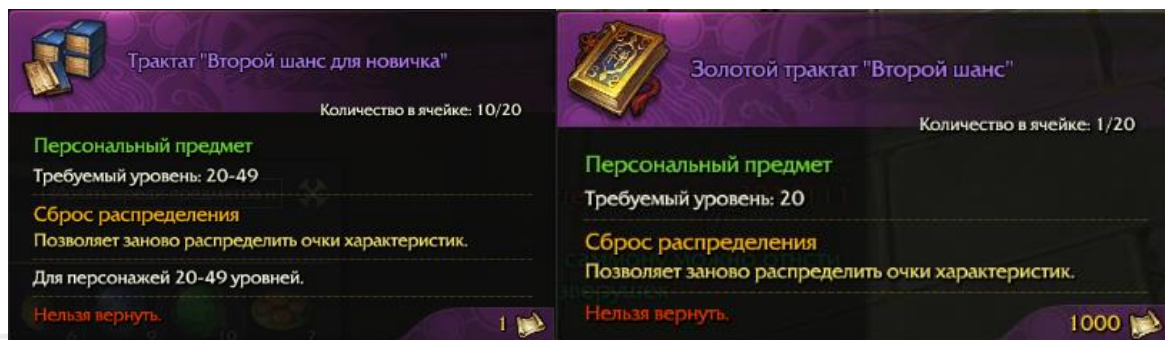 Трактат "Второй шанс для новичка"
Количество в ячейке: 10/20
Персональный предмет
Требуемый уровень: 20-49
Сброс распределения
Позволяет заново распределить очки характеристик.
Для персонажей 20-49 уровней.
Нельзя вернуть.
1
Золотой трактат "Второй шанс"
Количество в ячейке: 1/20
Персональный предмет
Требуемый уровень: 20
Сброс распределения
Позволяет заново распределить очки характеристик.
Нельзя вернуть.
1000